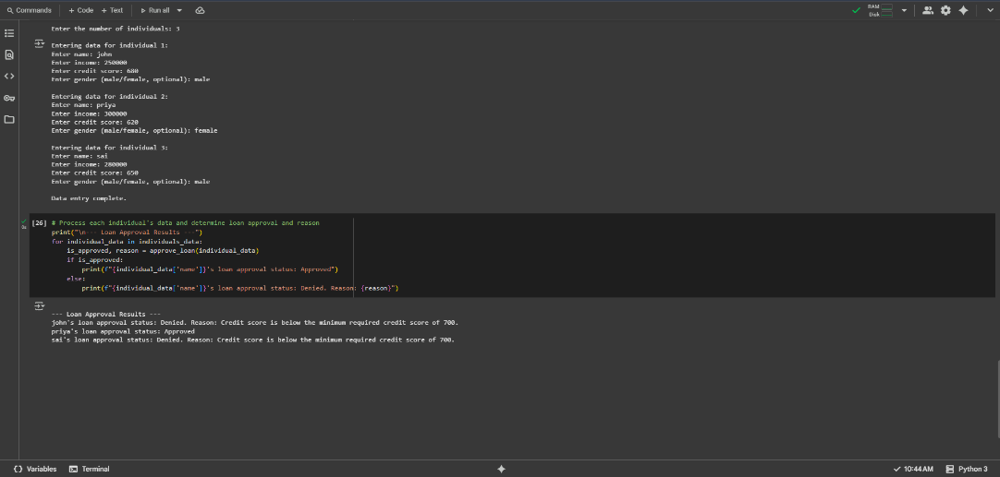 Commands + Code + Text Run all RAM Disk
Enter the number of individuals: 3
Entering data for individual 1:
Enter name: john
Enter income: 250000
Enter credit score: 680
Enter gender (male/female, optional): male
Entering data for individual 2:
Enter name: priya
Enter income: 300000
Enter credit score: 620
Enter gender (male/female, optional): female
Entering data for individual 3:
Enter name: sai
Enter income: 280000
Enter credit score: 650
Enter gender (male/female, optional): male
Data entry complete.
0s [26] # Process each individual's data and determine loan approval and reason
print("\n--- Loan Approval Results ---")
for individual_data in individuals_data:
    is_approved, reason = approve_loan(individual_data)
    if is_approved:
        print(f"{individual_data['name']}'s loan approval status: Approved")
    else:
        print(f"{individual_data['name']}'s loan approval status: Denied. Reason: {reason}")
--- Loan Approval Results ---
john's loan approval status: Denied. Reason: Credit score is below the minimum required credit score of 700.
priya's loan approval status: Approved
sai's loan approval status: Denied. Reason: Credit score is below the minimum required credit score of 700.
Variables Terminal 10:44 AM Python 3